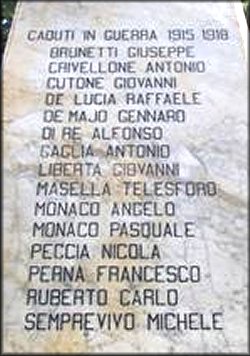 CADUTI IN GUERRA 1915 1918
BRUNETTI GIUSEPPE
CRIVELLONE ANTONIO
CUTONE GIOVANNI
DE LUCIA RAFFAELE
DE MAJO GENNARO
DI RE ALFONSO
GAGLIA ANTONIO
LIBERTA GIOVANNI
MASELLA TELESFORO
MONACO ANGELO
MONACO PASQUALE
PECCIA NICOLA
PERNA FRANCESCO
RUBERTO CARLO
SEMPREVIVO MICHELE